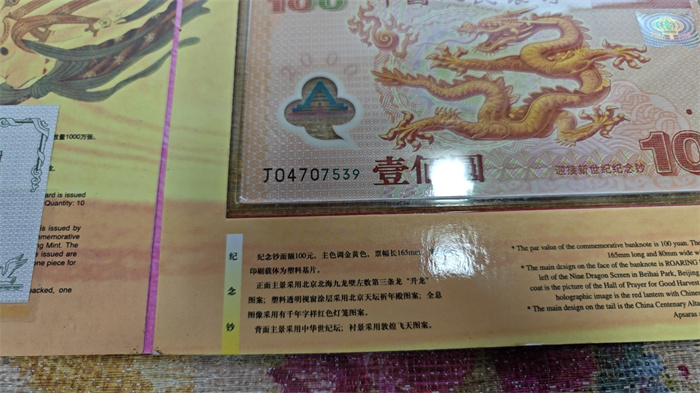 100
2000
J04707539
壹佰圆
迎接新世纪纪念钞
10
量1000万张。
ard is issued
Quantity: 10
is issued by
mmemorative
ng Mint. The
e issued are
one piece for
packed, one
纪念钞
纪念钞面额100元，主色调金黄色，票幅长165mm
印刷载体为塑料基片。
正面主景采用北京北海九龙壁左数第三条龙“升龙”
图案；塑料透明视窗涂层采用北京天坛祈年殿图案；全息
图像采用有千年字样红色灯笼图案。
背面主景采用中华世纪坛；衬景采用敦煌飞天图案。
* The par value of the commemorative banknote is 100 yuan. The
165mm long and 80mm wide w
* The main design on the face of the banknote is ROARING
left of the Nine Dragon Screen in Beihai Park, Beijing
coat is the picture of the Hall of Prayer for Good Harvest
holographic image is the red lantern with Chines
* The main design on the tail is the China Centenary Alta
Apsaras